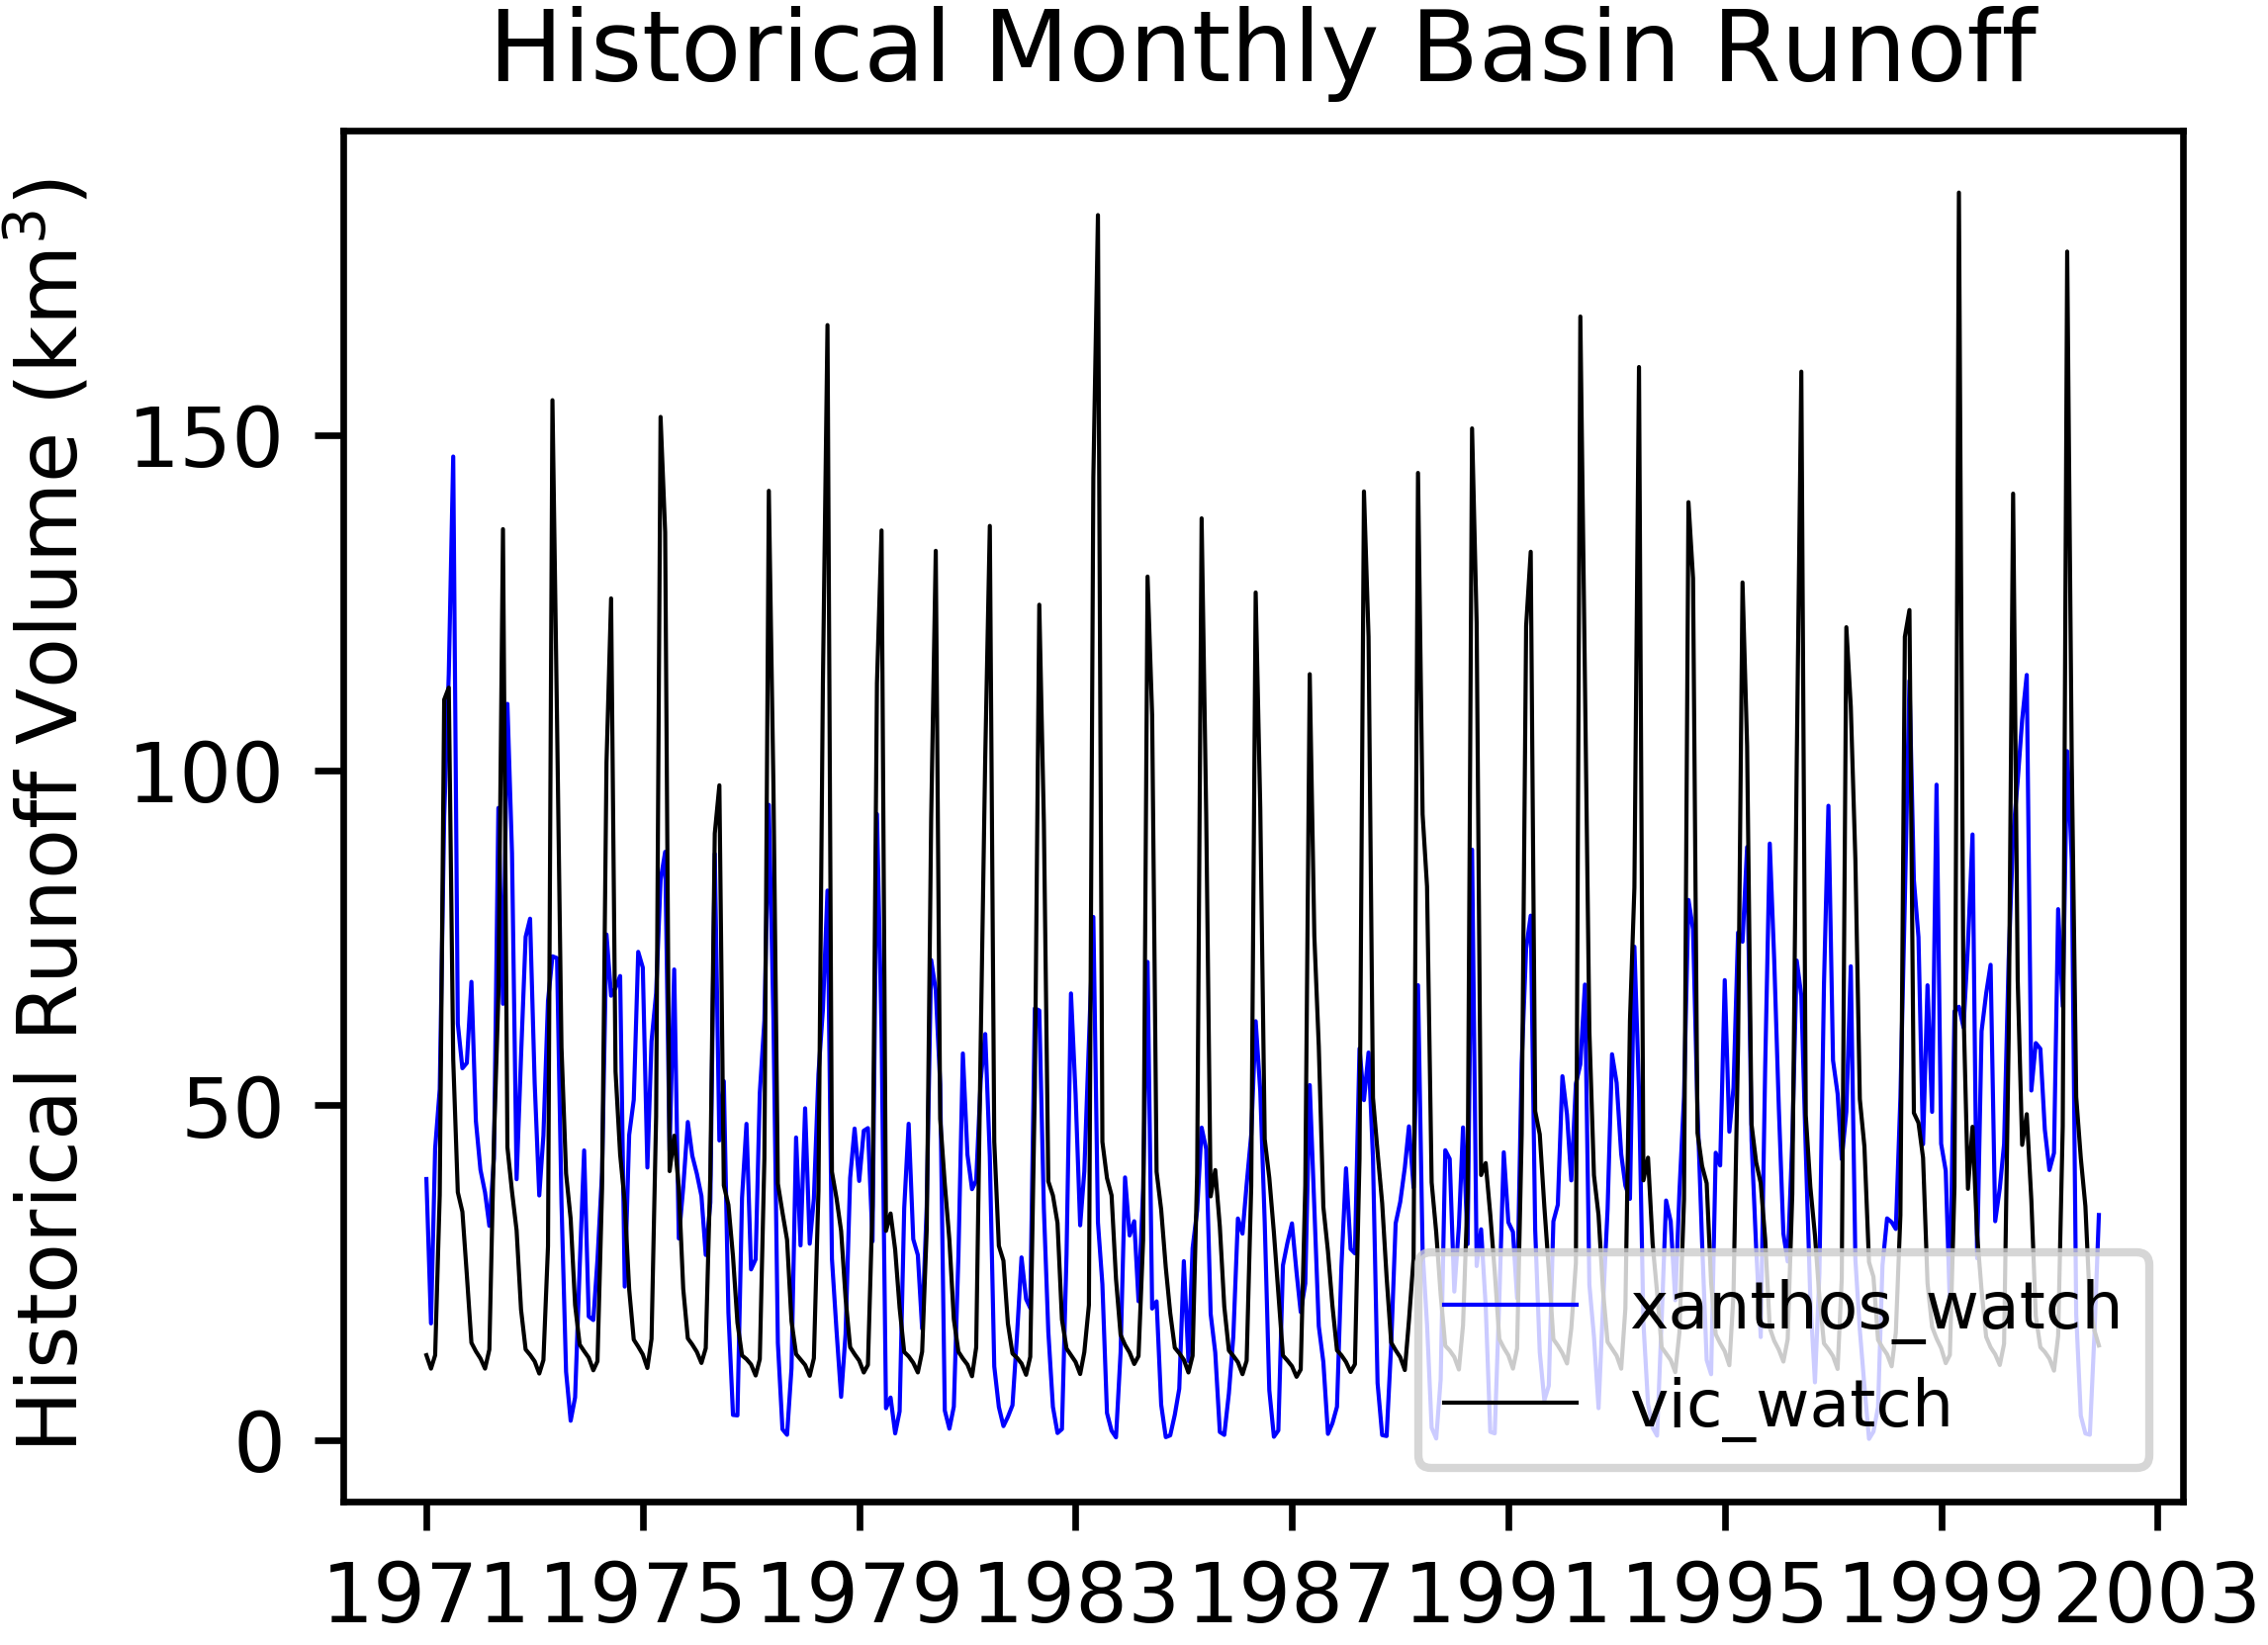 Historical Monthly Basin Runoff
Historical Runoff Volume (km³)
150
100
50
0
xanthos_watch
vic_watch
1971 1975 1979 1983 1987 1991 1995 1999 2003